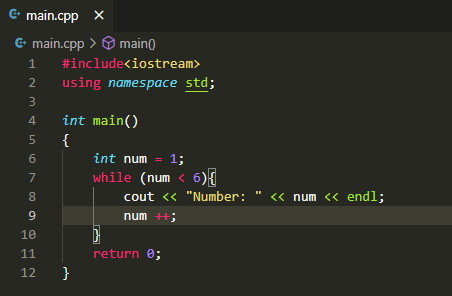 main.cpp ×
main.cpp > main()
1 #include<iostream>
2 using namespace std;
3
4 int main()
5 {
6 int num = 1;
7 while (num < 6){
8 cout << "Number: " << num << endl;
9 num ++;
10 }
11 return 0;
12 }